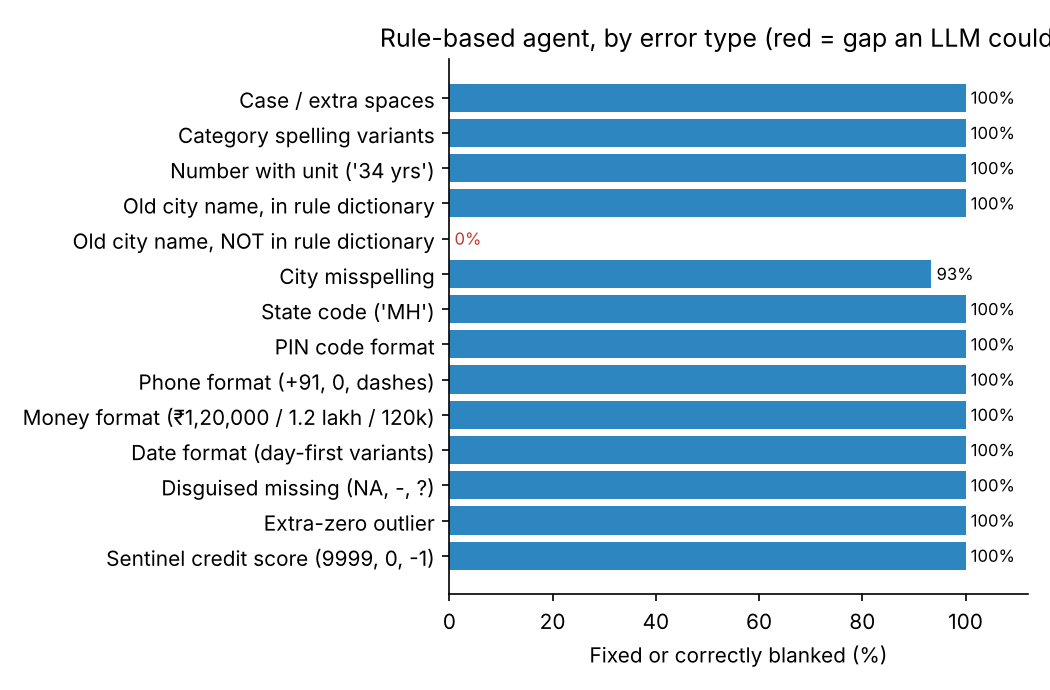 Rule-based agent, by error type (red = gap an LLM could
Case / extra spaces 100%
Category spelling variants 100%
Number with unit ('34 yrs') 100%
Old city name, in rule dictionary 100%
Old city name, NOT in rule dictionary 0%
City misspelling 93%
State code ('MH') 100%
PIN code format 100%
Phone format (+91, 0, dashes) 100%
Money format (₹1,20,000 / 1.2 lakh / 120k) 100%
Date format (day-first variants) 100%
Disguised missing (NA, -, ?) 100%
Extra-zero outlier 100%
Sentinel credit score (9999, 0, -1) 100%
0 20 40 60 80 100
Fixed or correctly blanked (%)